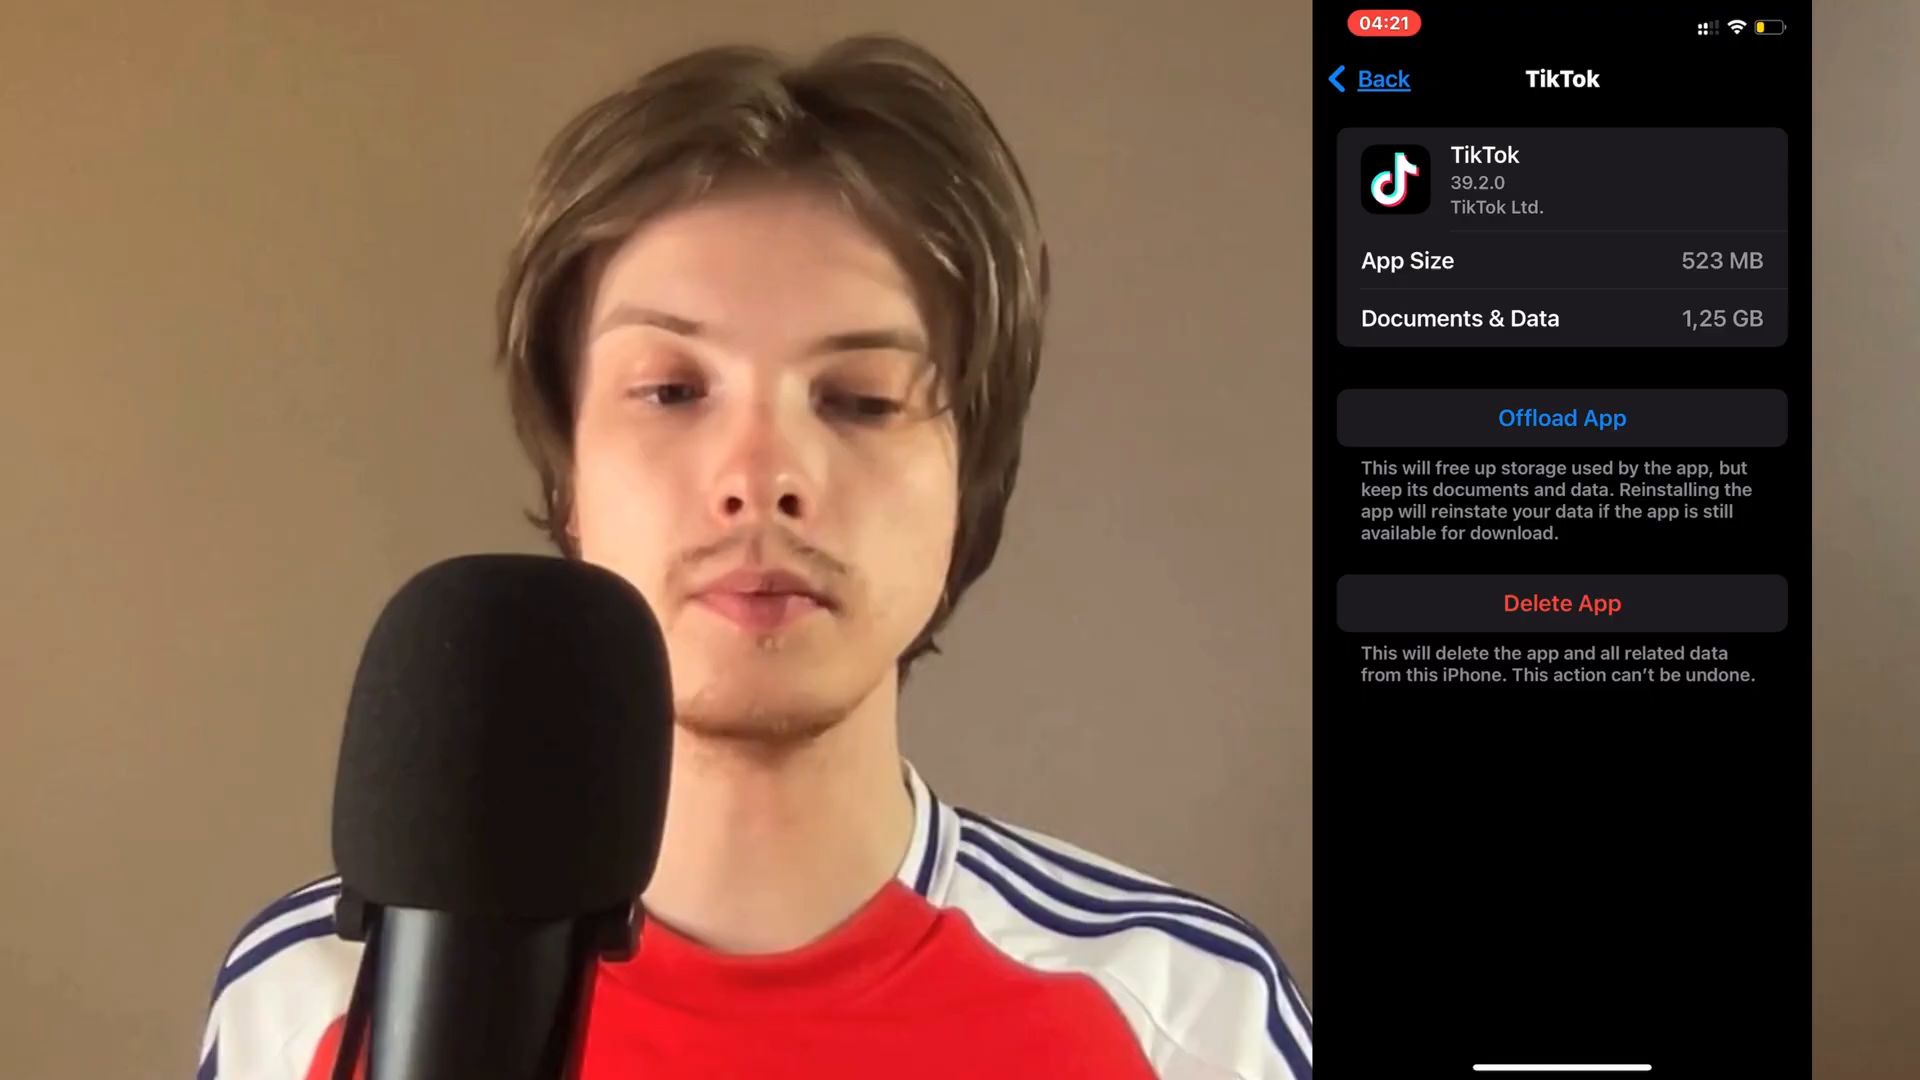 04:21
Back
TikTok
TikTok
39.2.0
TikTok Ltd.
App Size 523 MB
Documents & Data 1,25 GB
Offload App
This will free up storage used by the app, but
keep its documents and data. Reinstalling the
app will reinstate your data if the app is still
available for download.
Delete App
This will delete the app and all related data
from this iPhone. This action can’t be undone.